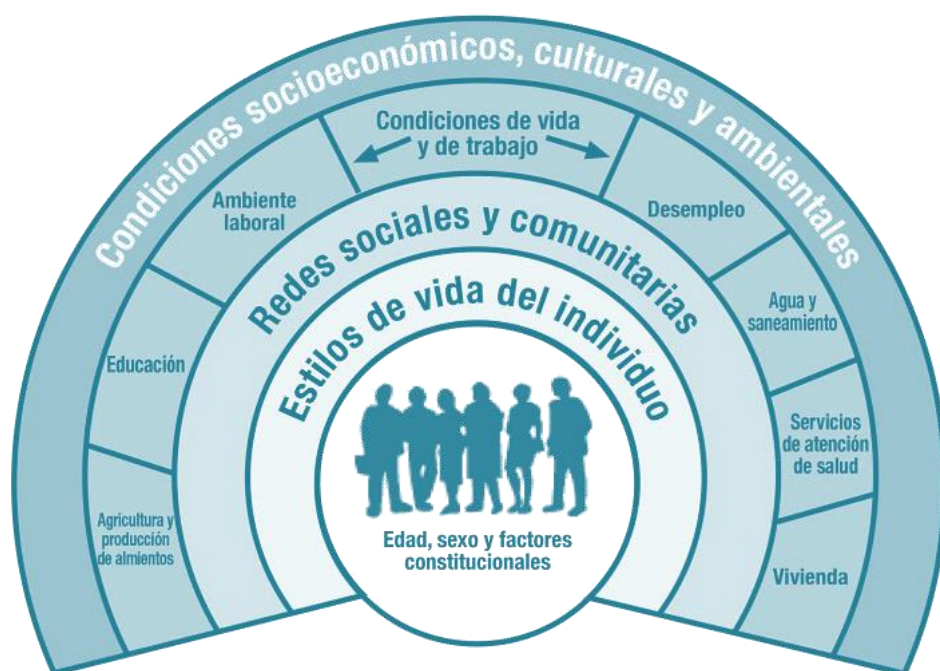 Condiciones socioeconómicos, culturales y ambientales
Condiciones de vida
y de trabajo
Ambiente
laboral
Desempleo
Redes sociales y comunitarias
Agua y
saneamiento
Estilos de vida del individuo
Educación
Servicios
de atención
de salud
Agricultura y
producción
de almientos
Edad, sexo y factores
constitucionales
Vivienda